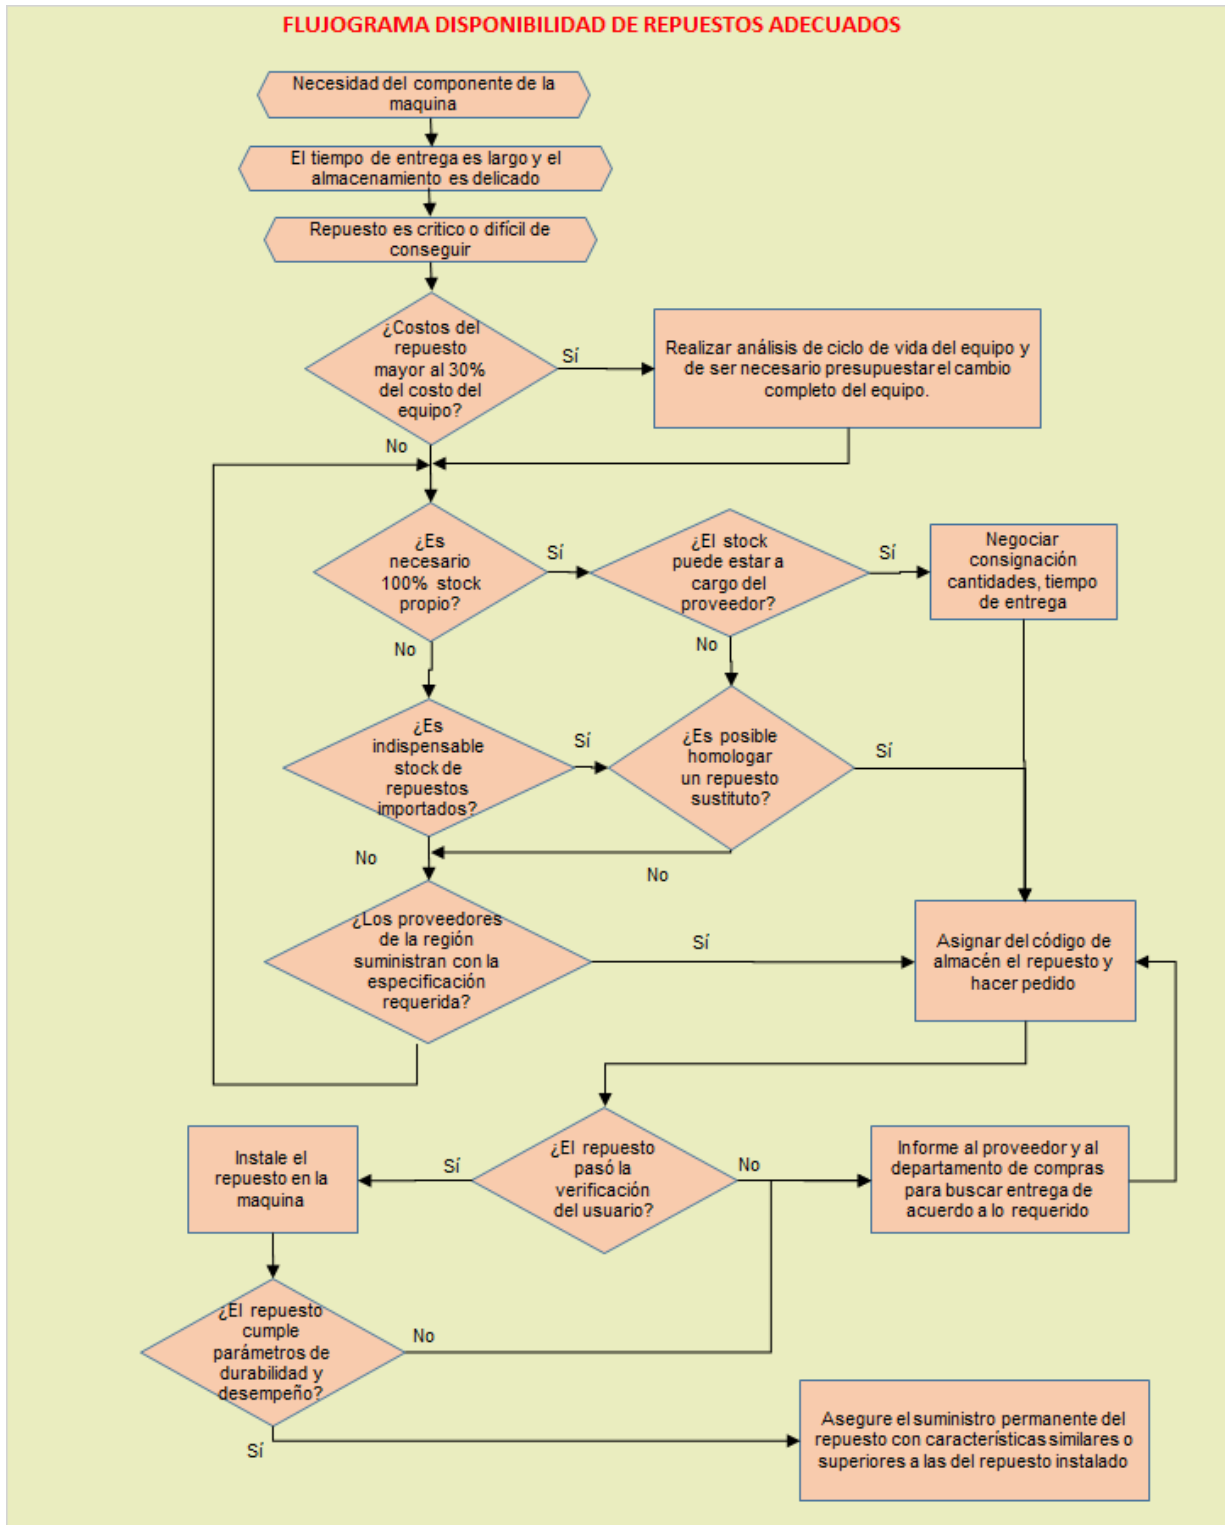 FLUJOGRAMA DISPONIBILIDAD DE REPUESTOS ADECUADOS
Necesidad del componente de la
maquina
El tiempo de entrega es largo y el
almacenamiento es delicado
Repuesto es critico o difícil de
conseguir
¿Costos del
repuesto
mayor al 30%
del costo del
equipo?
Sí
Realizar análisis de ciclo de vida del equipo y
de ser necesario presupuestar el cambio
completo del equipo.
No
¿Es
necesario
100% stock
propio?
Sí
¿El stock
puede estar a
cargo del
proveedor?
Sí
Negociar
consignación
cantidades, tiempo
de entrega
No
No
¿Es
indispensable
stock de
repuestos
importados?
Sí
¿Es posible
homologar
un repuesto
sustituto?
Sí
No
No
¿Los proveedores
de la región
suministran con la
especificación
requerida?
Sí
Asignar del código de
almacén el repuesto y
hacer pedido
Instale el
repuesto en la
maquina
Sí
¿El repuesto
pasó la
verificación
del usuario?
No
Informe al proveedor y al
departamento de compras
para buscar entrega de
acuerdo a lo requerido
¿El repuesto
cumple
parámetros de
durabilidad y
desempeño?
No
Sí
Asegure el suministro permanente del
repuesto con características similares o
superiores a las del repuesto instalado